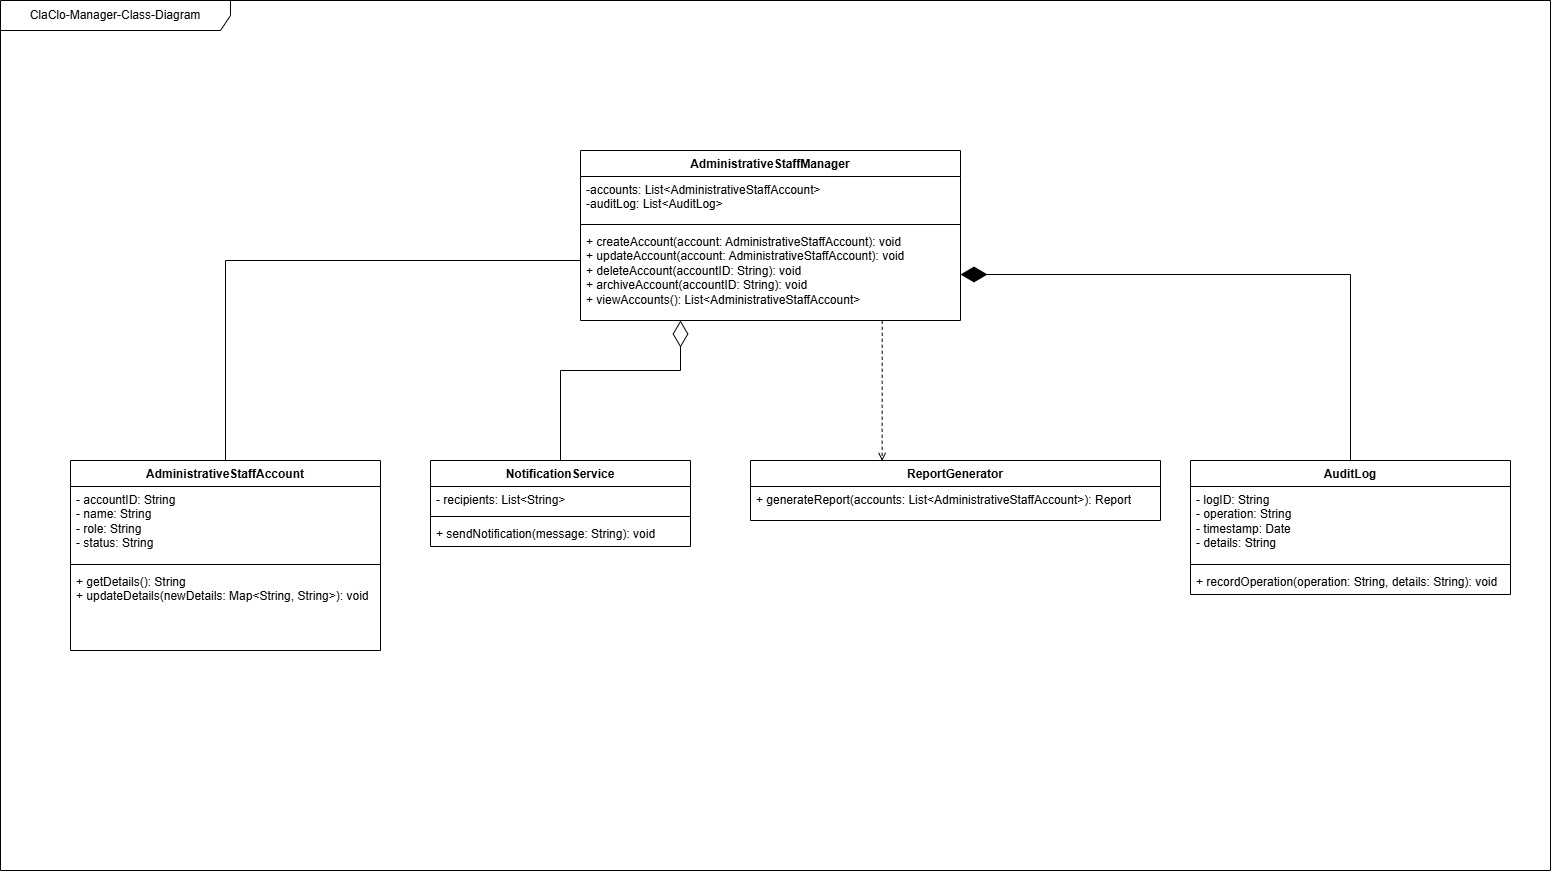 ClaClo-Manager-Class-Diagram
AdministrativeStaffManager
-accounts: List<AdministrativeStaffAccount>
-auditLog: List<AuditLog>
+ createAccount(account: AdministrativeStaffAccount): void
+ updateAccount(account: AdministrativeStaffAccount): void
+ deleteAccount(accountID: String): void
+ archiveAccount(accountID: String): void
+ viewAccounts(): List<AdministrativeStaffAccount>
AdministrativeStaffAccount
- accountID: String
- name: String
- role: String
- status: String
+ getDetails(): String
+ updateDetails(newDetails: Map<String, String>): void
NotificationService
- recipients: List<String>
+ sendNotification(message: String): void
ReportGenerator
+ generateReport(accounts: List<AdministrativeStaffAccount>): Report
AuditLog
- logID: String
- operation: String
- timestamp: Date
- details: String
+ recordOperation(operation: String, details: String): void